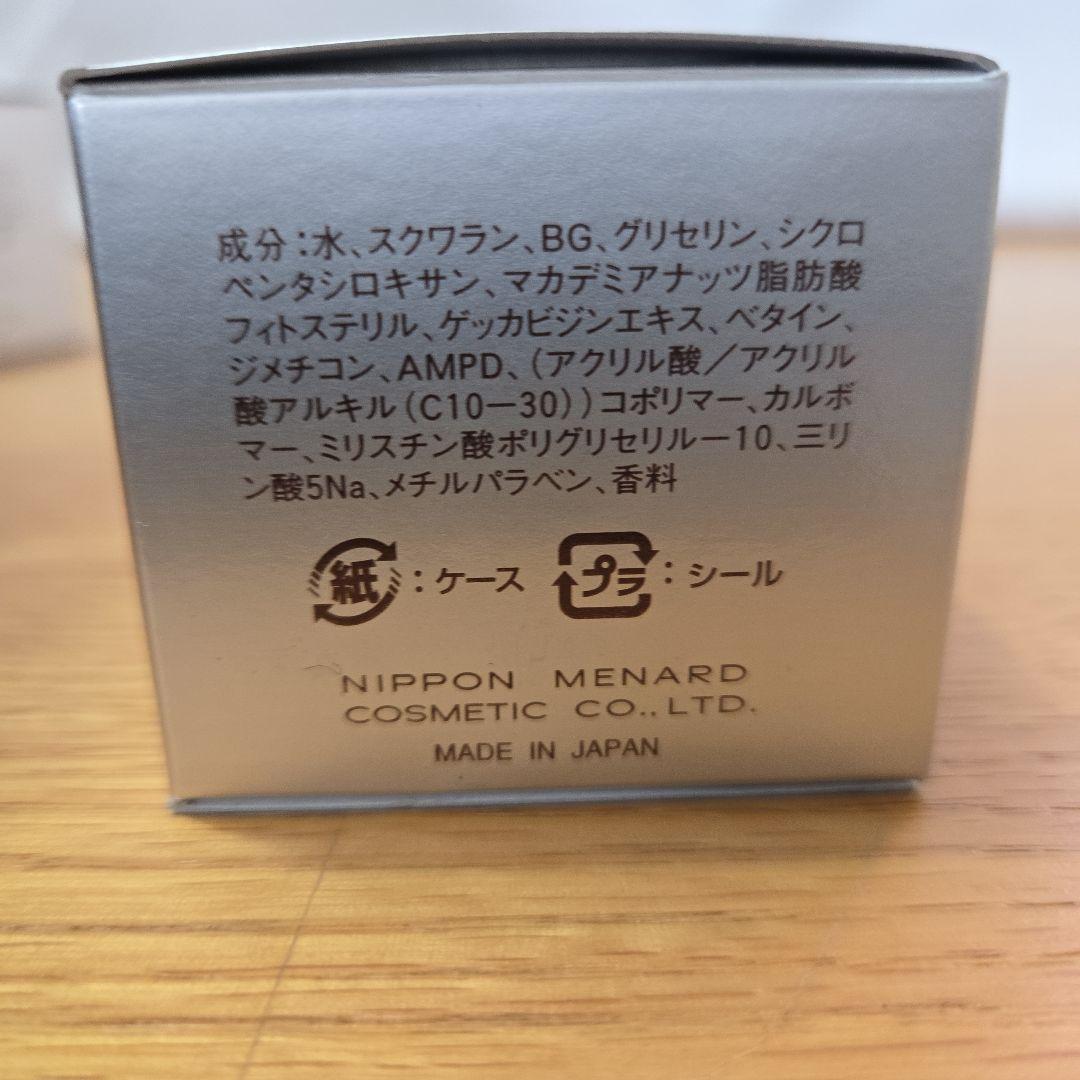 成分：水、スクワラン、BG、グリセリン、シクロ
ペンタシロキサン、マカデミアナッツ脂肪酸
フィトステリル、ゲッカビジンエキス、ベタイン、
ジメチコン、AMPD、（アクリル酸／アクリル
酸アルキル（C10－30））コポリマー、カルボ
マー、ミリスチン酸ポリグリセリル－10、三リ
ン酸5Na、メチルパラベン、香料
紙：ケース プラ：シール
NIPPON MENARD
COSMETIC CO., LTD.
MADE IN JAPAN